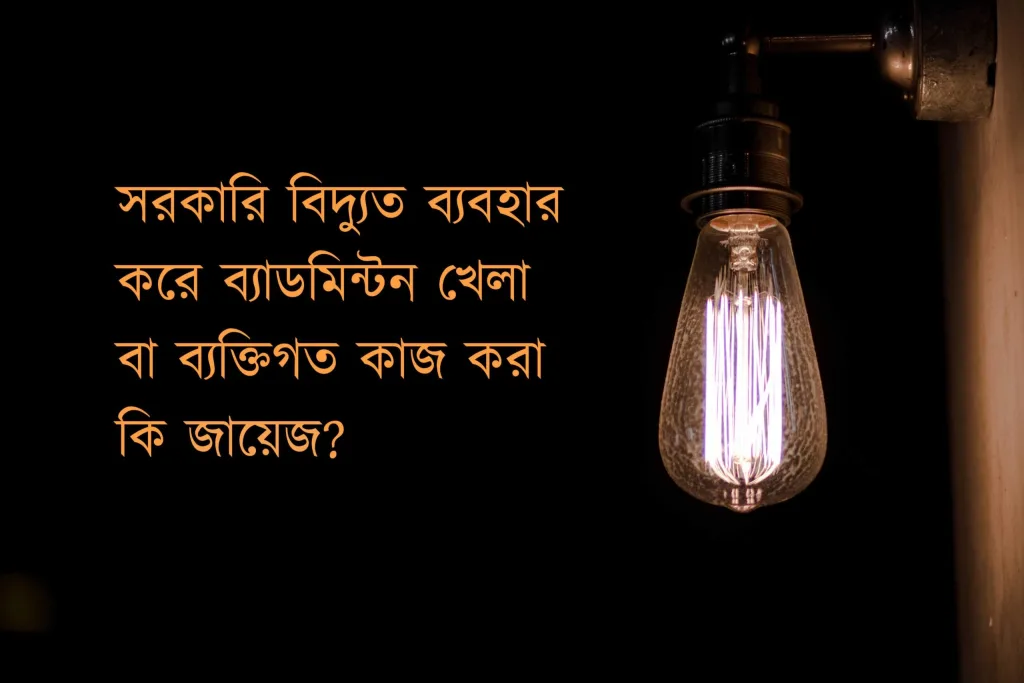 সরকারি বিদ্যুত ব্যবহার
করে ব্যাডমিন্টন খেলা
বা ব্যক্তিগত কাজ করা
কি জায়েজ?